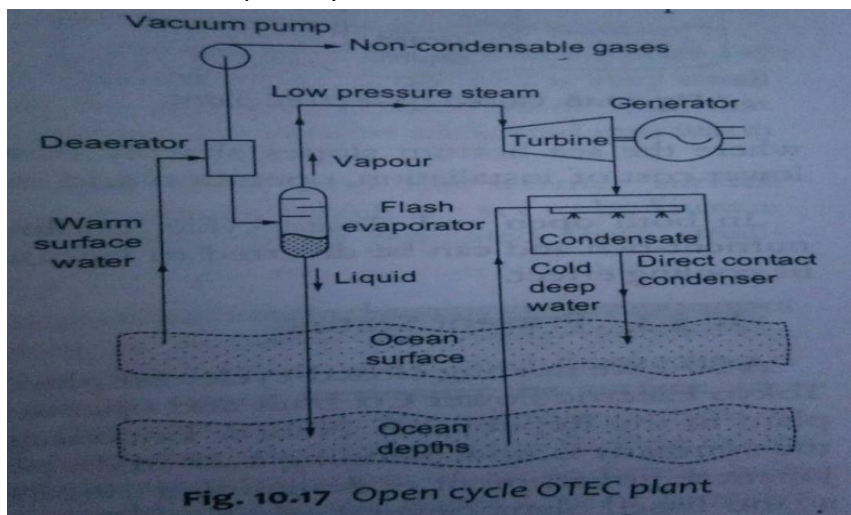 Vacuum pump
Non-condensable gases
Low pressure steam
Generator
Deaerator
Turbine
Vapour
Flash
evaporator
Warm
surface
water
Condensate
Liquid
Cold
deep
water
Direct contact
condenser
Ocean
surface
Ocean
depths
Fig. 10.17 Open cycle OTEC plant